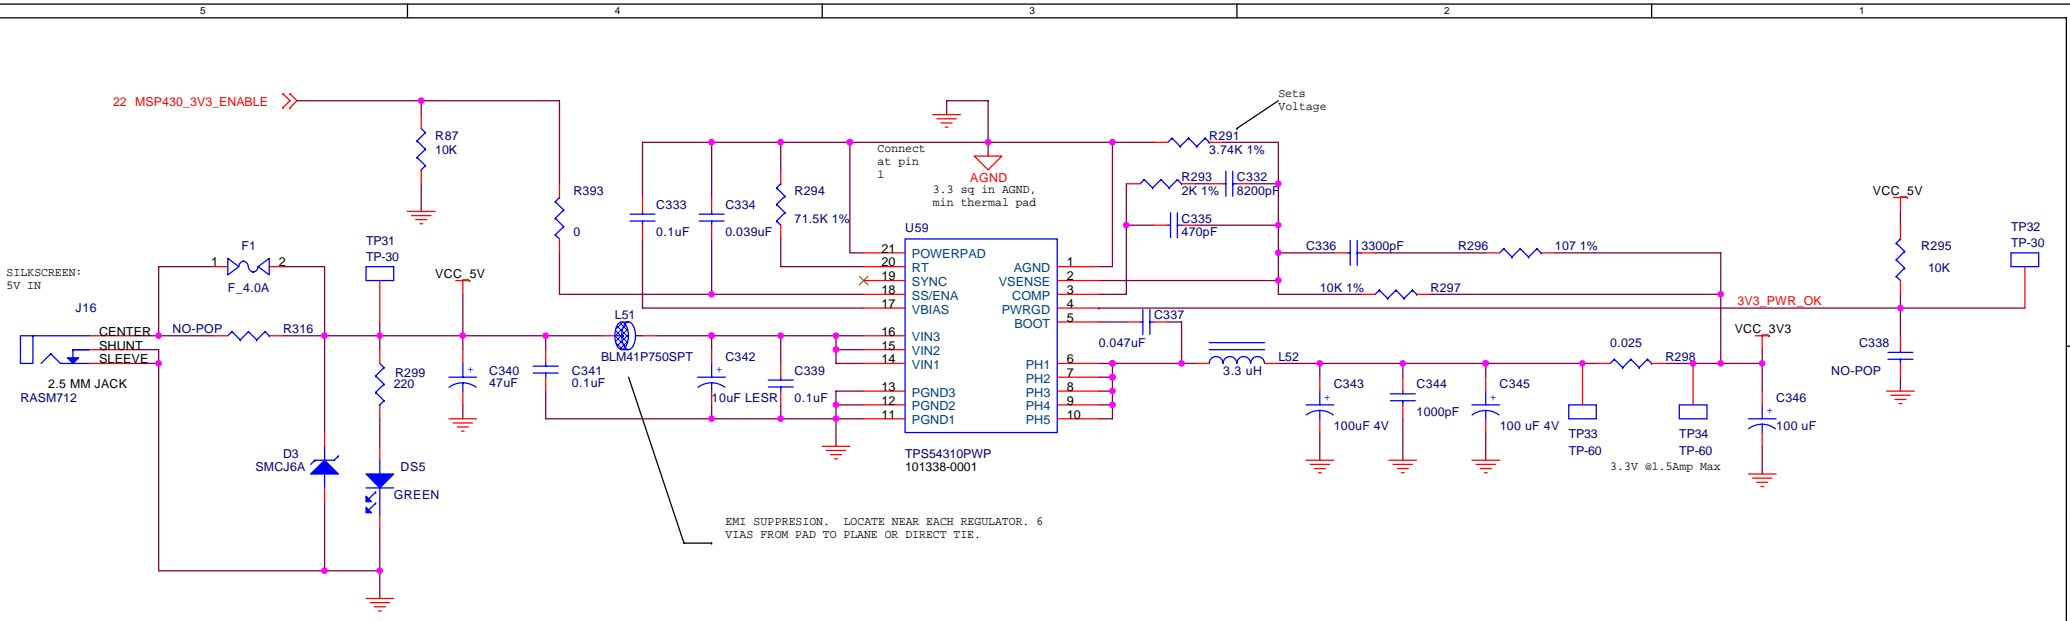 5
4
3
2
1
22 MSP430_3V3_ENABLE
R87
10K
R393
0
C333
0.1uF
C334
0.039uF
R294
71.5K 1%
Connect
at pin
1
AGND
3.3 sq in AGND,
min thermal pad
Sets
Voltage
R291
3.74K 1%
R293
2K 1%
C332
8200pF
C335
470pF
C336
3300pF
R296
107 1%
10K 1%
R297
VCC_5V
R295
10K
TP32
TP-30
3V3_PWR_OK
C338
NO-POP
SILKSCREEN:
5V IN
J16
CENTER
SHUNT
SLEEVE
2.5 MM JACK
RASM712
F1
1
2
F_4.0A
NO-POP
R316
TP31
TP-30
VCC_5V
R299
220
D3
SMCJ6A
DS5
GREEN
+
C340
47uF
C341
0.1uF
L51
BLM41P750SPT
+
C342
10uF LESR
C339
0.1uF
U59
21 POWERPAD
20 RT
19 SYNC
18 SS/ENA
17 VBIAS
16 VIN3
15 VIN2
14 VIN1
13 PGND3
12 PGND2
11 PGND1
AGND 1
VSENSE 2
COMP 3
PWRGD 4
BOOT 5
PH1 6
PH2 7
PH3 8
PH4 9
PH5 10
TPS54310PWP
101338-0001
C337
0.047uF
L52
3.3 uH
+
C343
100uF 4V
C344
1000pF
+
C345
100 uF 4V
TP33
TP-60
0.025
R298
TP34
TP-60
3.3V @1.5Amp Max
VCC_3V3
+
C346
100 uF
EMI SUPPRESION. LOCATE NEAR EACH REGULATOR. 6
VIAS FROM PAD TO PLANE OR DIRECT TIE.